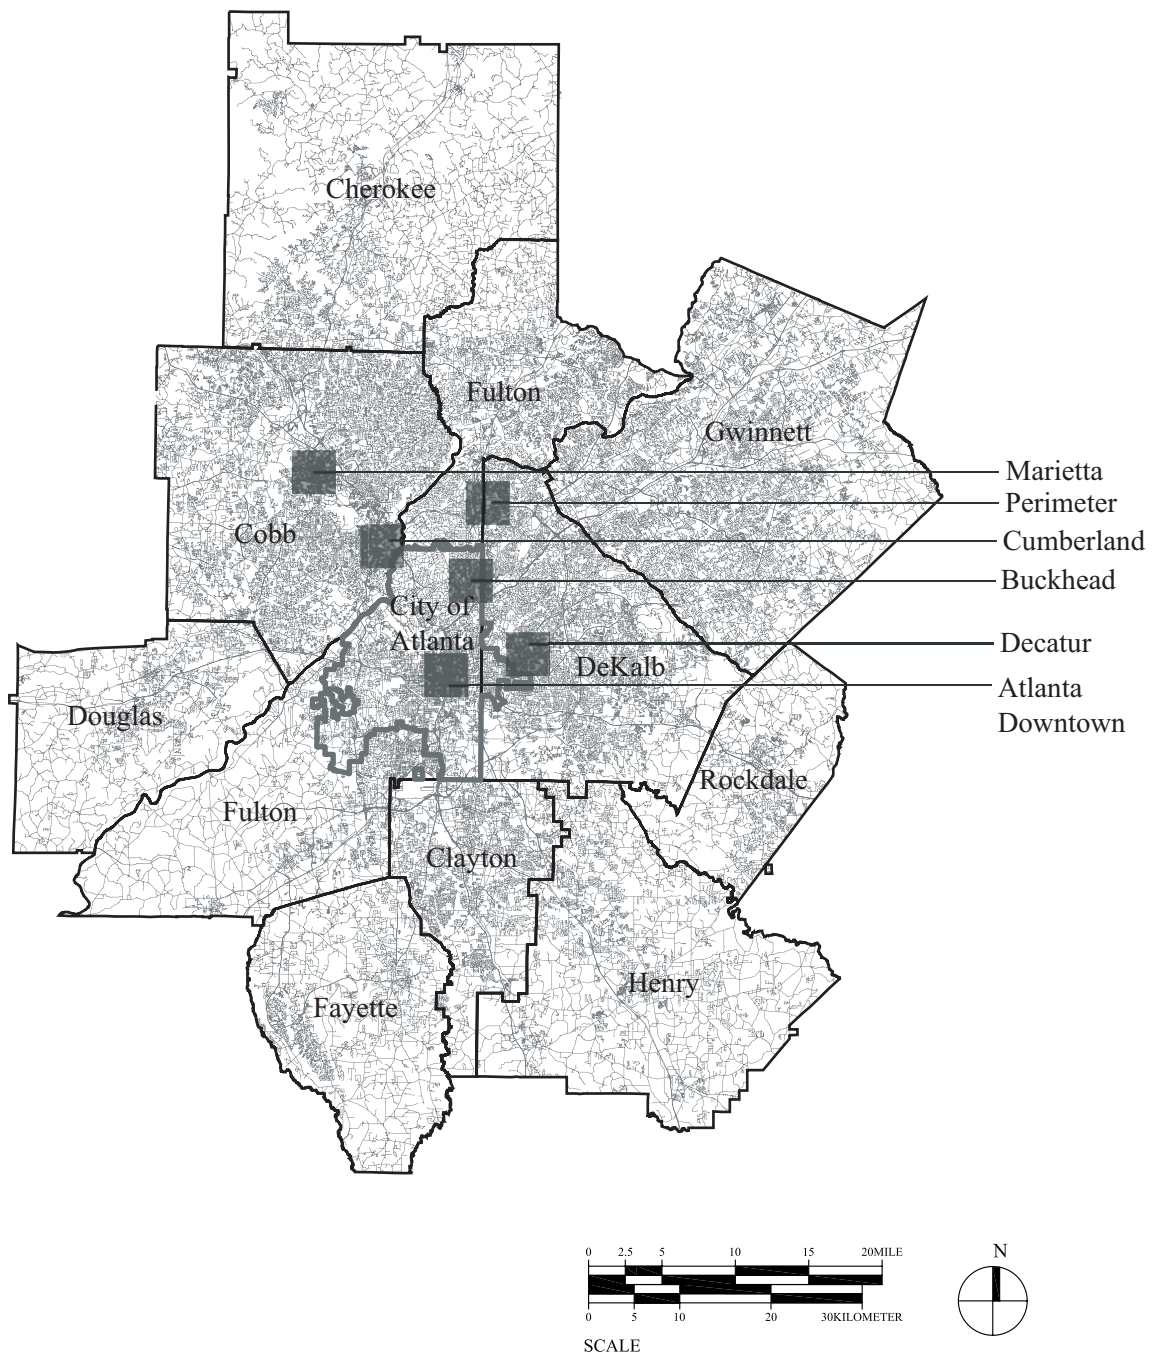 Cherokee
Fulton
Gwinnett
Marietta
Perimeter
Cobb
Cumberland
Buckhead
City of
Atlanta
Decatur
DeKalb
Atlanta
Downtown
Douglas
Rockdale
Fulton
Clayton
Henry
Fayette
0 2.5 5 10 15 20MILE
0 5 10 20 30KILOMETER
SCALE
N